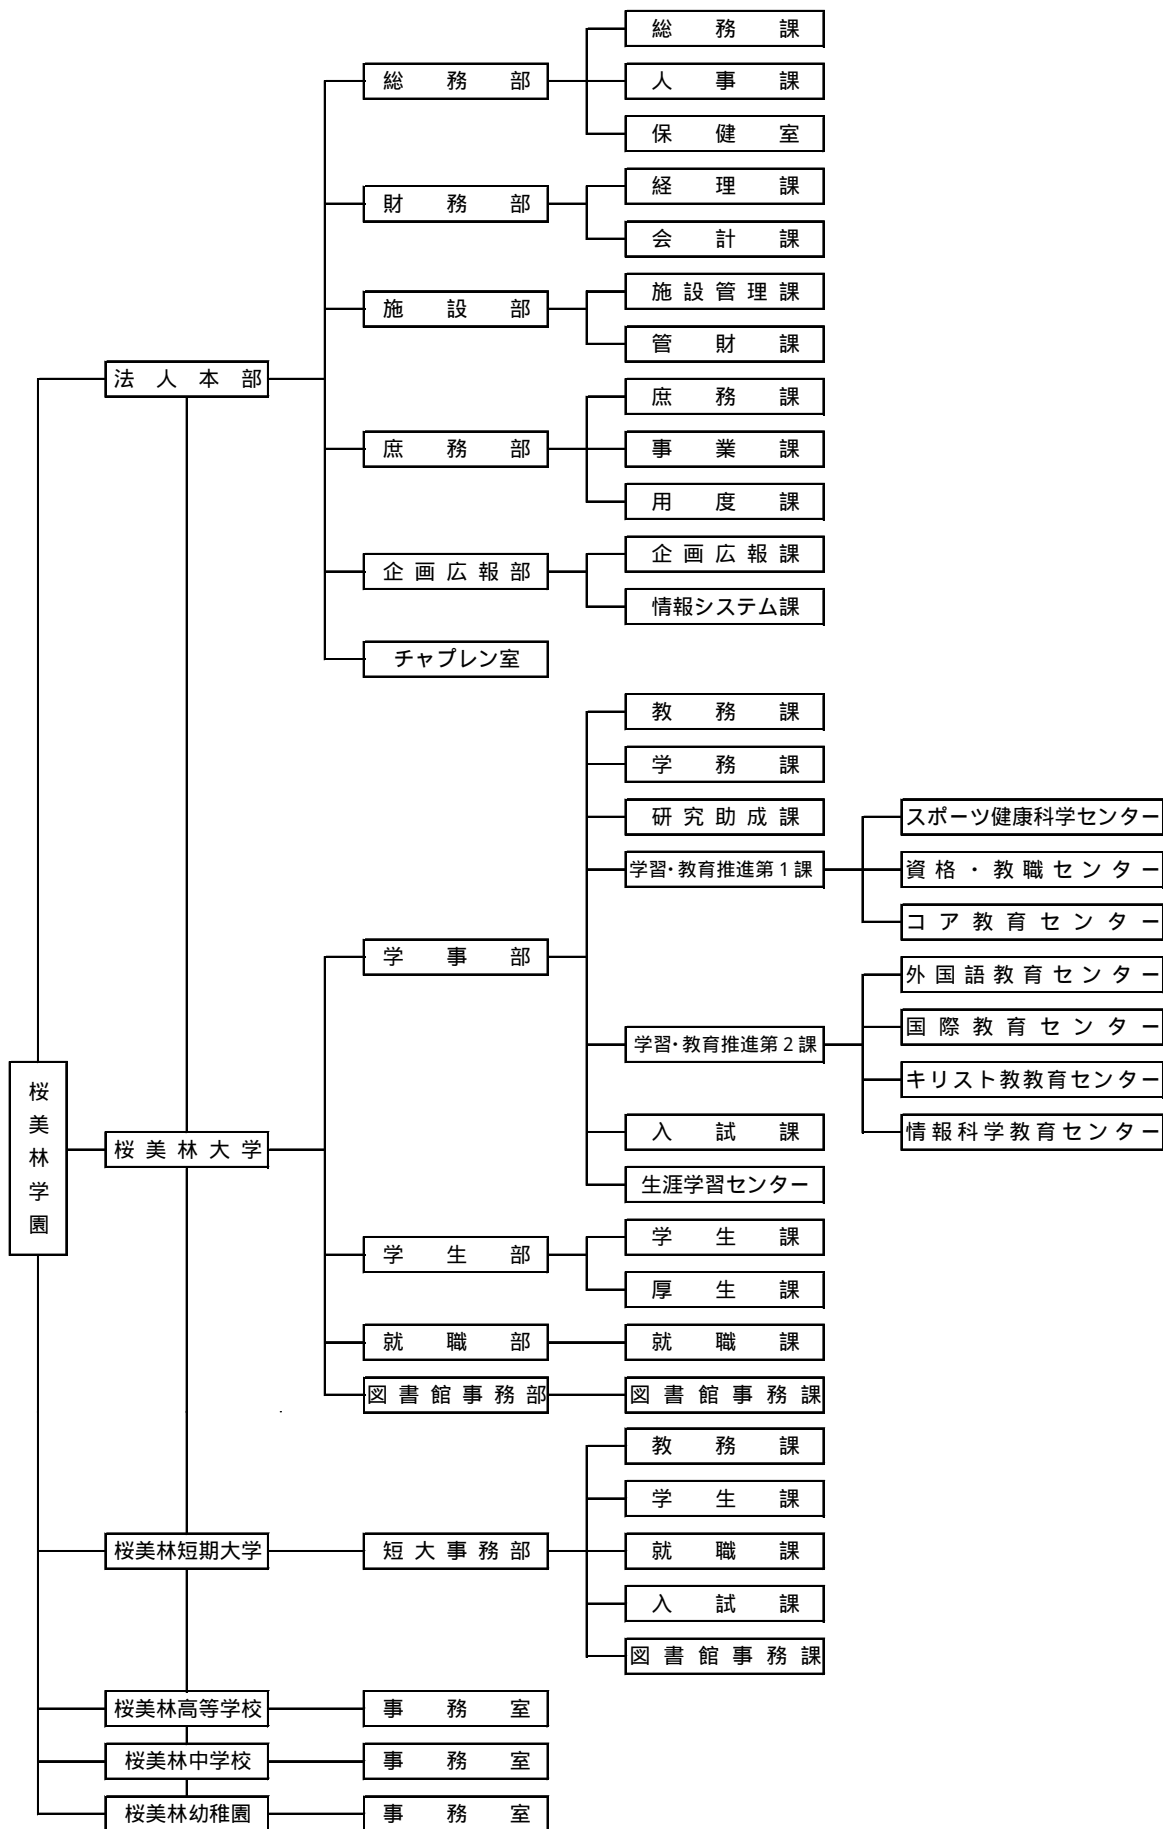 総務課
総務部
人事課
保健室
経理課
財務部
会計課
施設管理課
施設部
管財課
法人本部
庶務課
庶務部
事業課
用度課
企画広報課
企画広報部
情報システム課
チャプレン室
教務課
学務課
研究助成課
スポーツ健康科学センター
学習・教育推進第1課
資格・教職センター
コア教育センター
学事部
外国語教育センター
国際教育センター
学習・教育推進第2課
キリスト教教育センター
桜美林学園
桜美林大学
入試課
情報科学教育センター
生涯学習センター
学生課
学生部
厚生課
就職部
就職課
図書館事務部
図書館事務課
教務課
学生課
桜美林短期大学
短大事務部
就職課
入試課
図書館事務課
桜美林高等学校
事務室
桜美林中学校
事務室
桜美林幼稚園
事務室